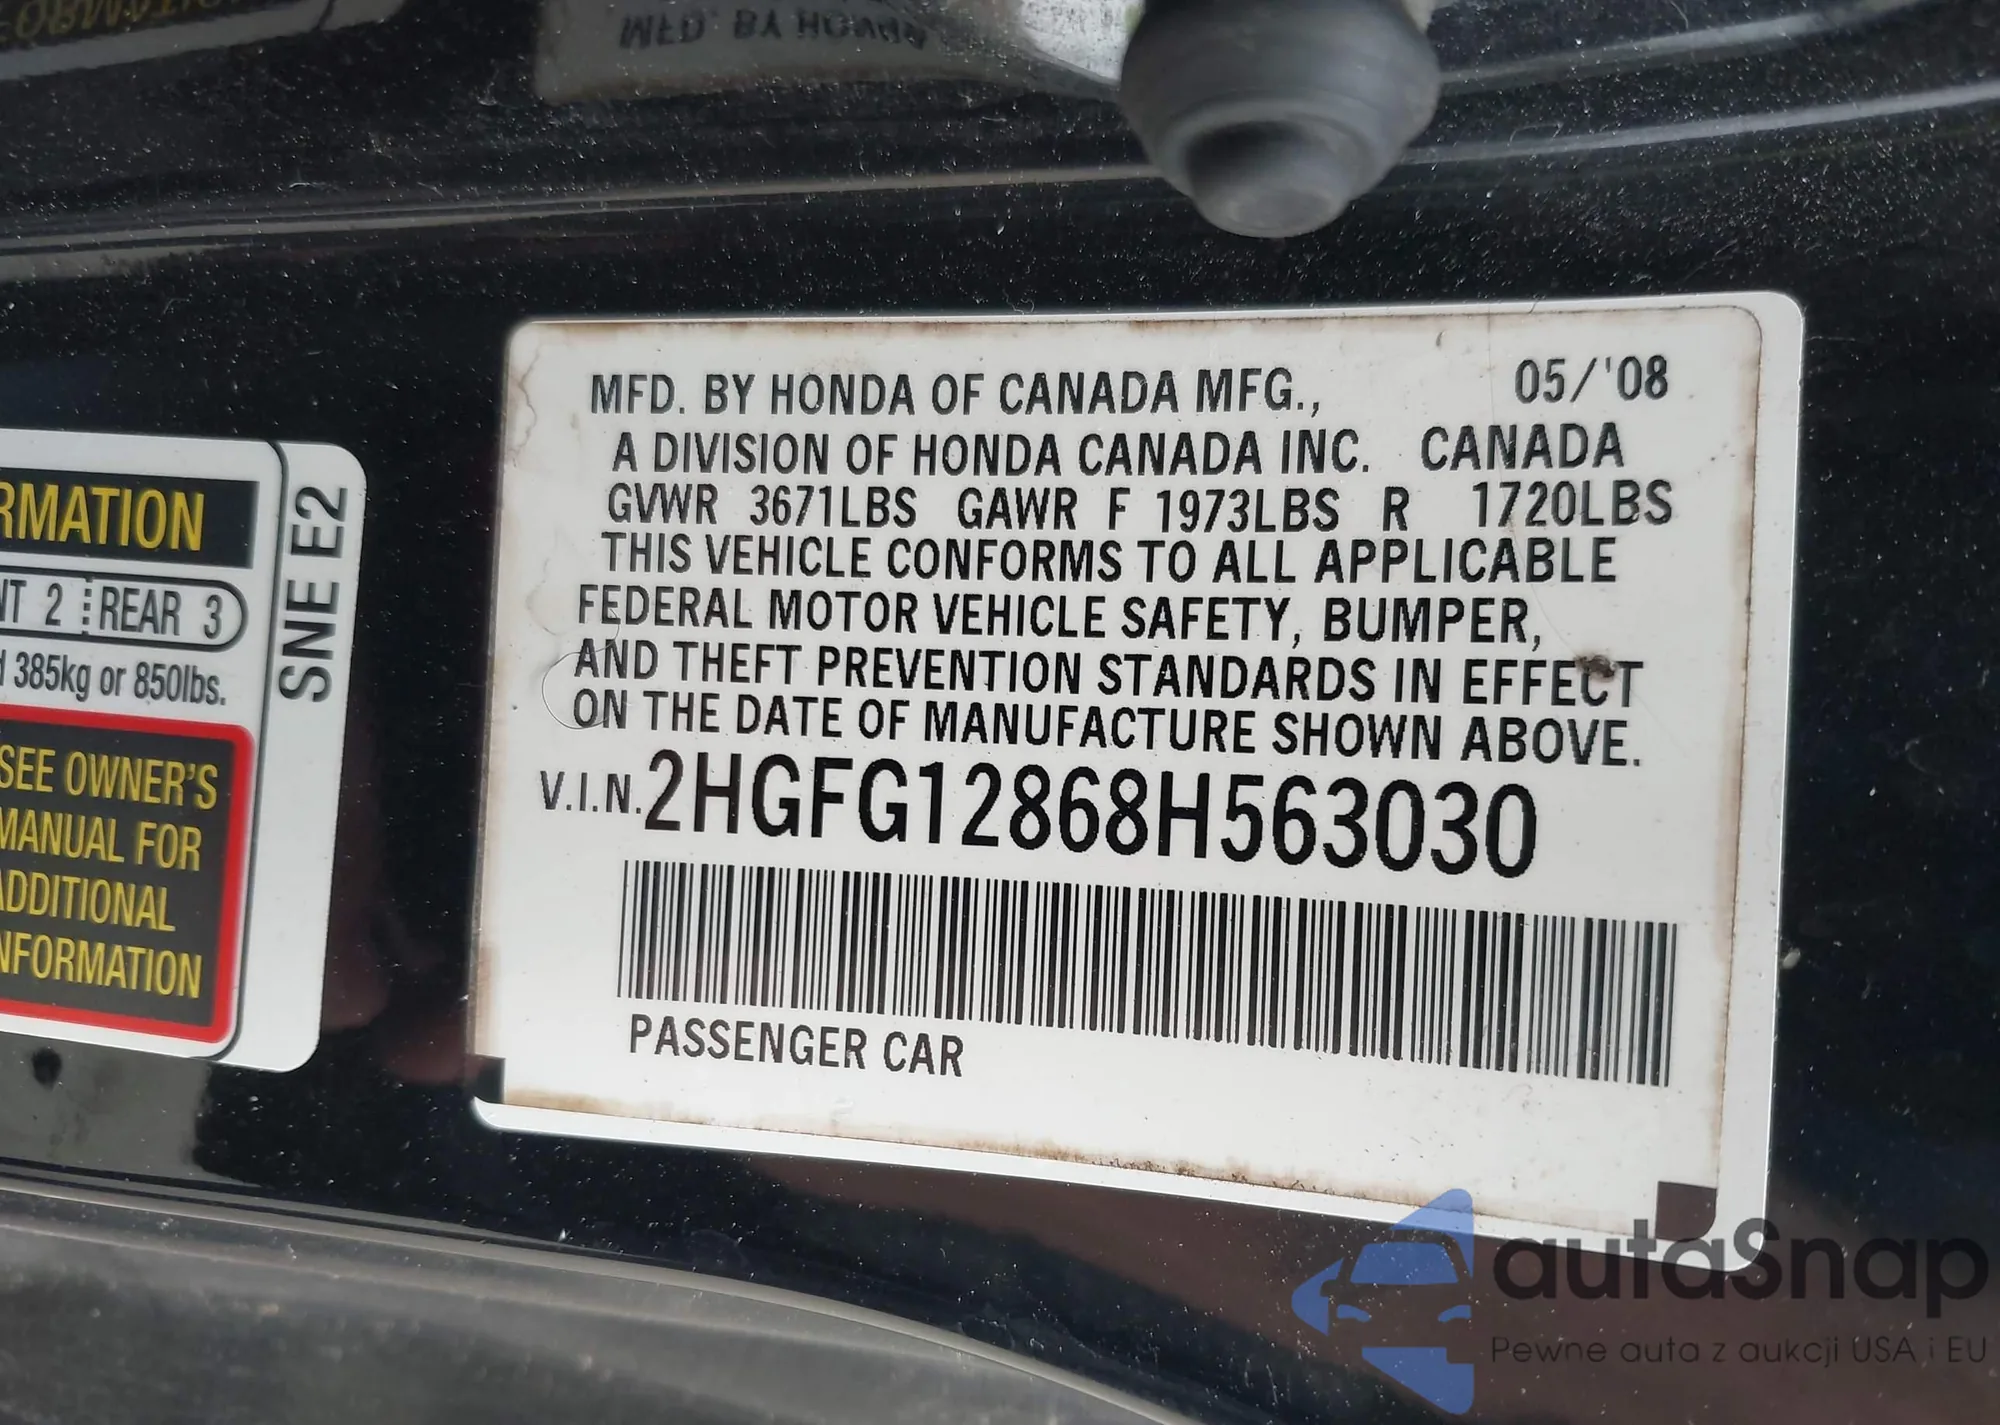 MFD. BY HONDA
RMATION
NT 2 REAR 3
385kg or 850lbs.
SEE OWNER'S
MANUAL FOR
ADDITIONAL
INFORMATION
SNE E2
MFD. BY HONDA OF CANADA MFG., 05/'08
A DIVISION OF HONDA CANADA INC. CANADA
GVWR 3671LBS GAWR F 1973LBS R 1720LBS
THIS VEHICLE CONFORMS TO ALL APPLICABLE
FEDERAL MOTOR VEHICLE SAFETY, BUMPER,
AND THEFT PREVENTION STANDARDS IN EFFECT
ON THE DATE OF MANUFACTURE SHOWN ABOVE.
V.I.N. 2HGFG12868H563030
PASSENGER CAR
autaSnap
Pewne auta z aukcji USA i EU